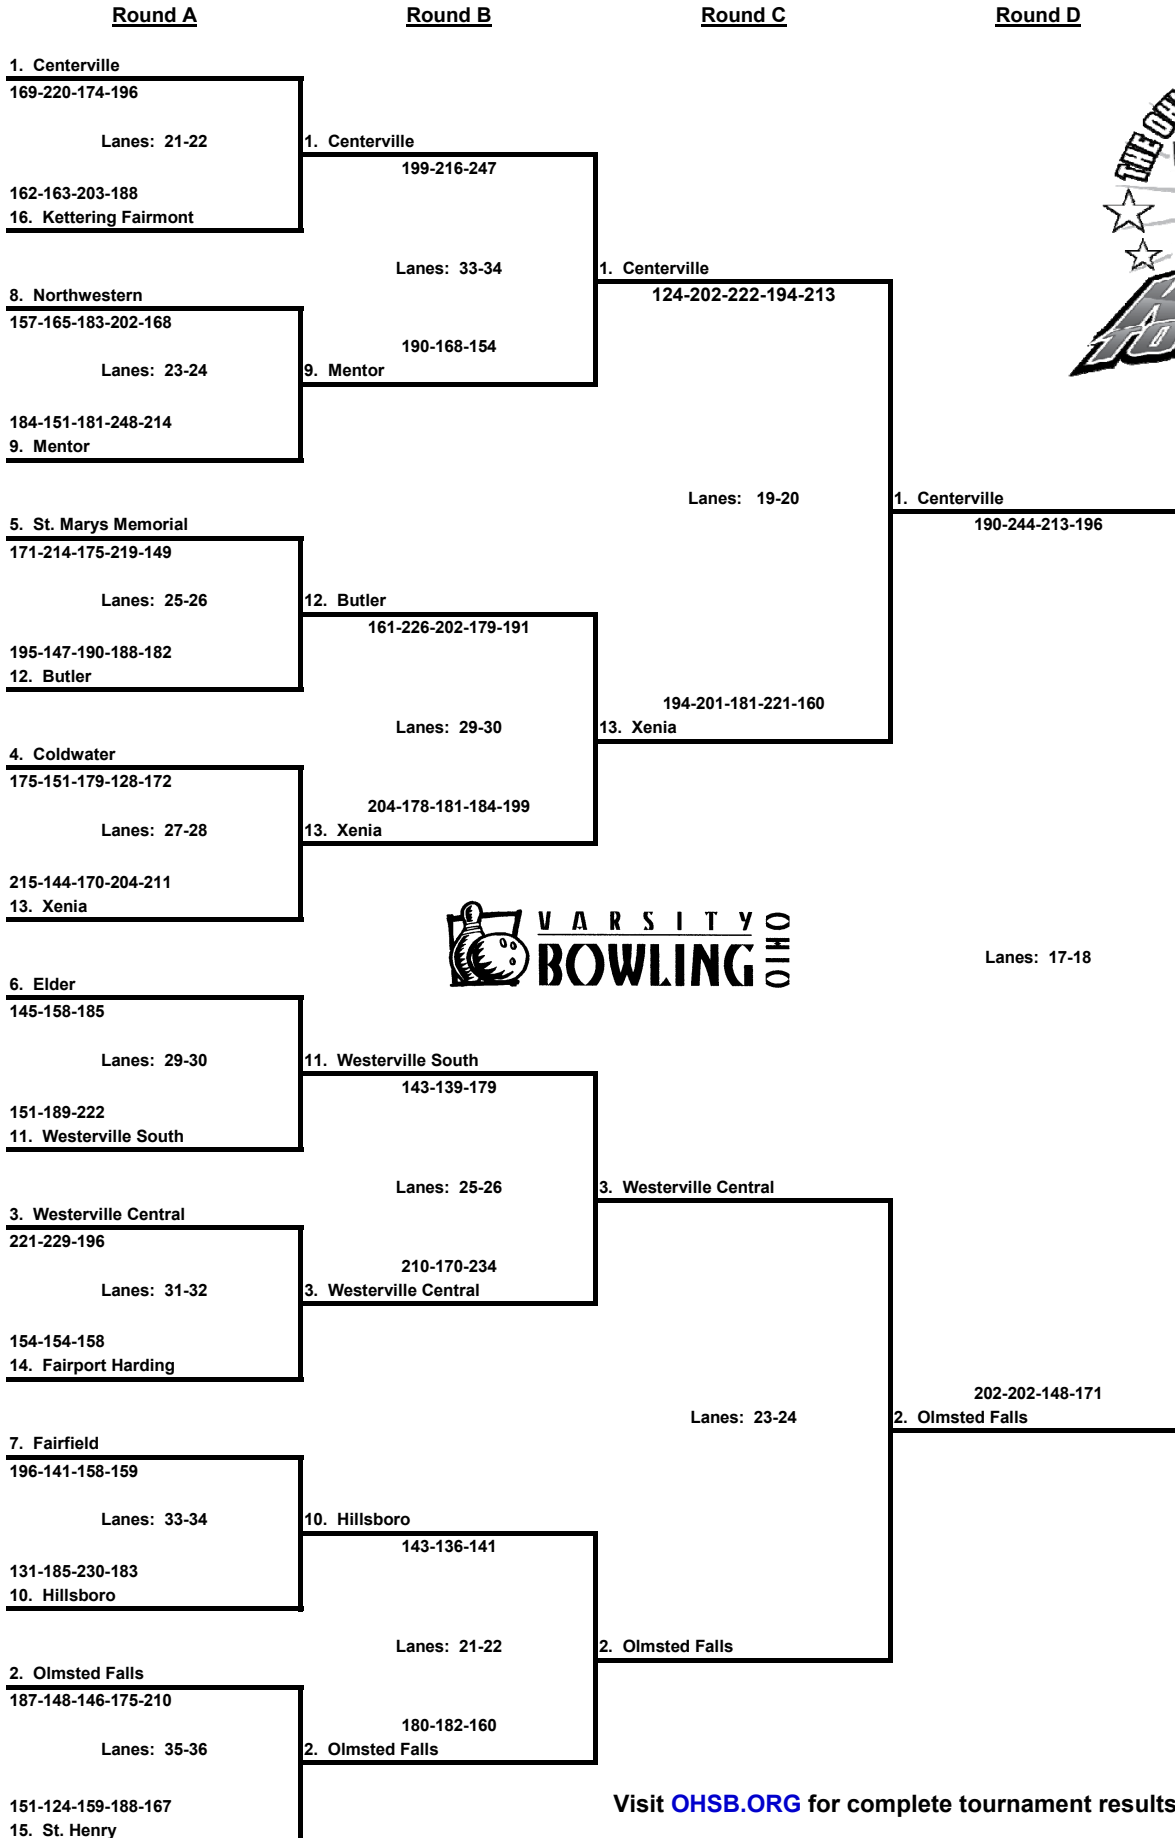 Round A Round B Round C Round D
1. Centerville
169-220-174-196
Lanes: 21-22
1. Centerville
199-216-247
162-163-203-188
16. Kettering Fairmont
Lanes: 33-34
1. Centerville
8. Northwestern
124-202-222-194-213
157-165-183-202-168
190-168-154
Lanes: 23-24
9. Mentor
184-151-181-248-214
9. Mentor
Lanes: 19-20
1. Centerville
5. St. Marys Memorial
190-244-213-196
171-214-175-219-149
Lanes: 25-26
12. Butler
161-226-202-179-191
195-147-190-188-182
12. Butler
194-201-181-221-160
Lanes: 29-30
13. Xenia
4. Coldwater
175-151-179-128-172
204-178-181-184-199
Lanes: 27-28
13. Xenia
215-144-170-204-211
13. Xenia
VARSITY
BOWLING
OHIO
Lanes: 17-18
6. Elder
145-158-185
Lanes: 29-30
11. Westerville South
143-139-179
151-189-222
11. Westerville South
Lanes: 25-26
3. Westerville Central
3. Westerville Central
221-229-196
210-170-234
Lanes: 31-32
3. Westerville Central
154-154-158
14. Fairport Harding
202-202-148-171
Lanes: 23-24
2. Olmsted Falls
7. Fairfield
196-141-158-159
Lanes: 33-34
10. Hillsboro
143-136-141
131-185-230-183
10. Hillsboro
Lanes: 21-22
2. Olmsted Falls
2. Olmsted Falls
187-148-146-175-210
180-182-160
Lanes: 35-36
2. Olmsted Falls
151-124-159-188-167
Visit OHSB.ORG for complete tournament results
15. St. Henry
THE